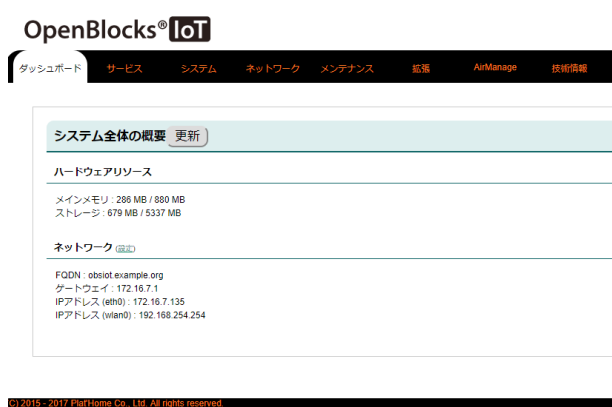 OpenBlocks® IoT
ダッシュボード サービス システム ネットワーク メンテナンス 拡張 AirManage 技術情報
システム全体の概要 更新
ハードウェアリソース
メインメモリ : 286 MB / 880 MB
ストレージ : 679 MB / 5337 MB
ネットワーク (設定)
FQDN : obsiot.example.org
ゲートウェイ : 172.16.7.1
IPアドレス (eth0) : 172.16.7.135
IPアドレス (wlan0) : 192.168.254.254
C) 2015 - 2017 Plat'Home Co., Ltd. All rights reserved.